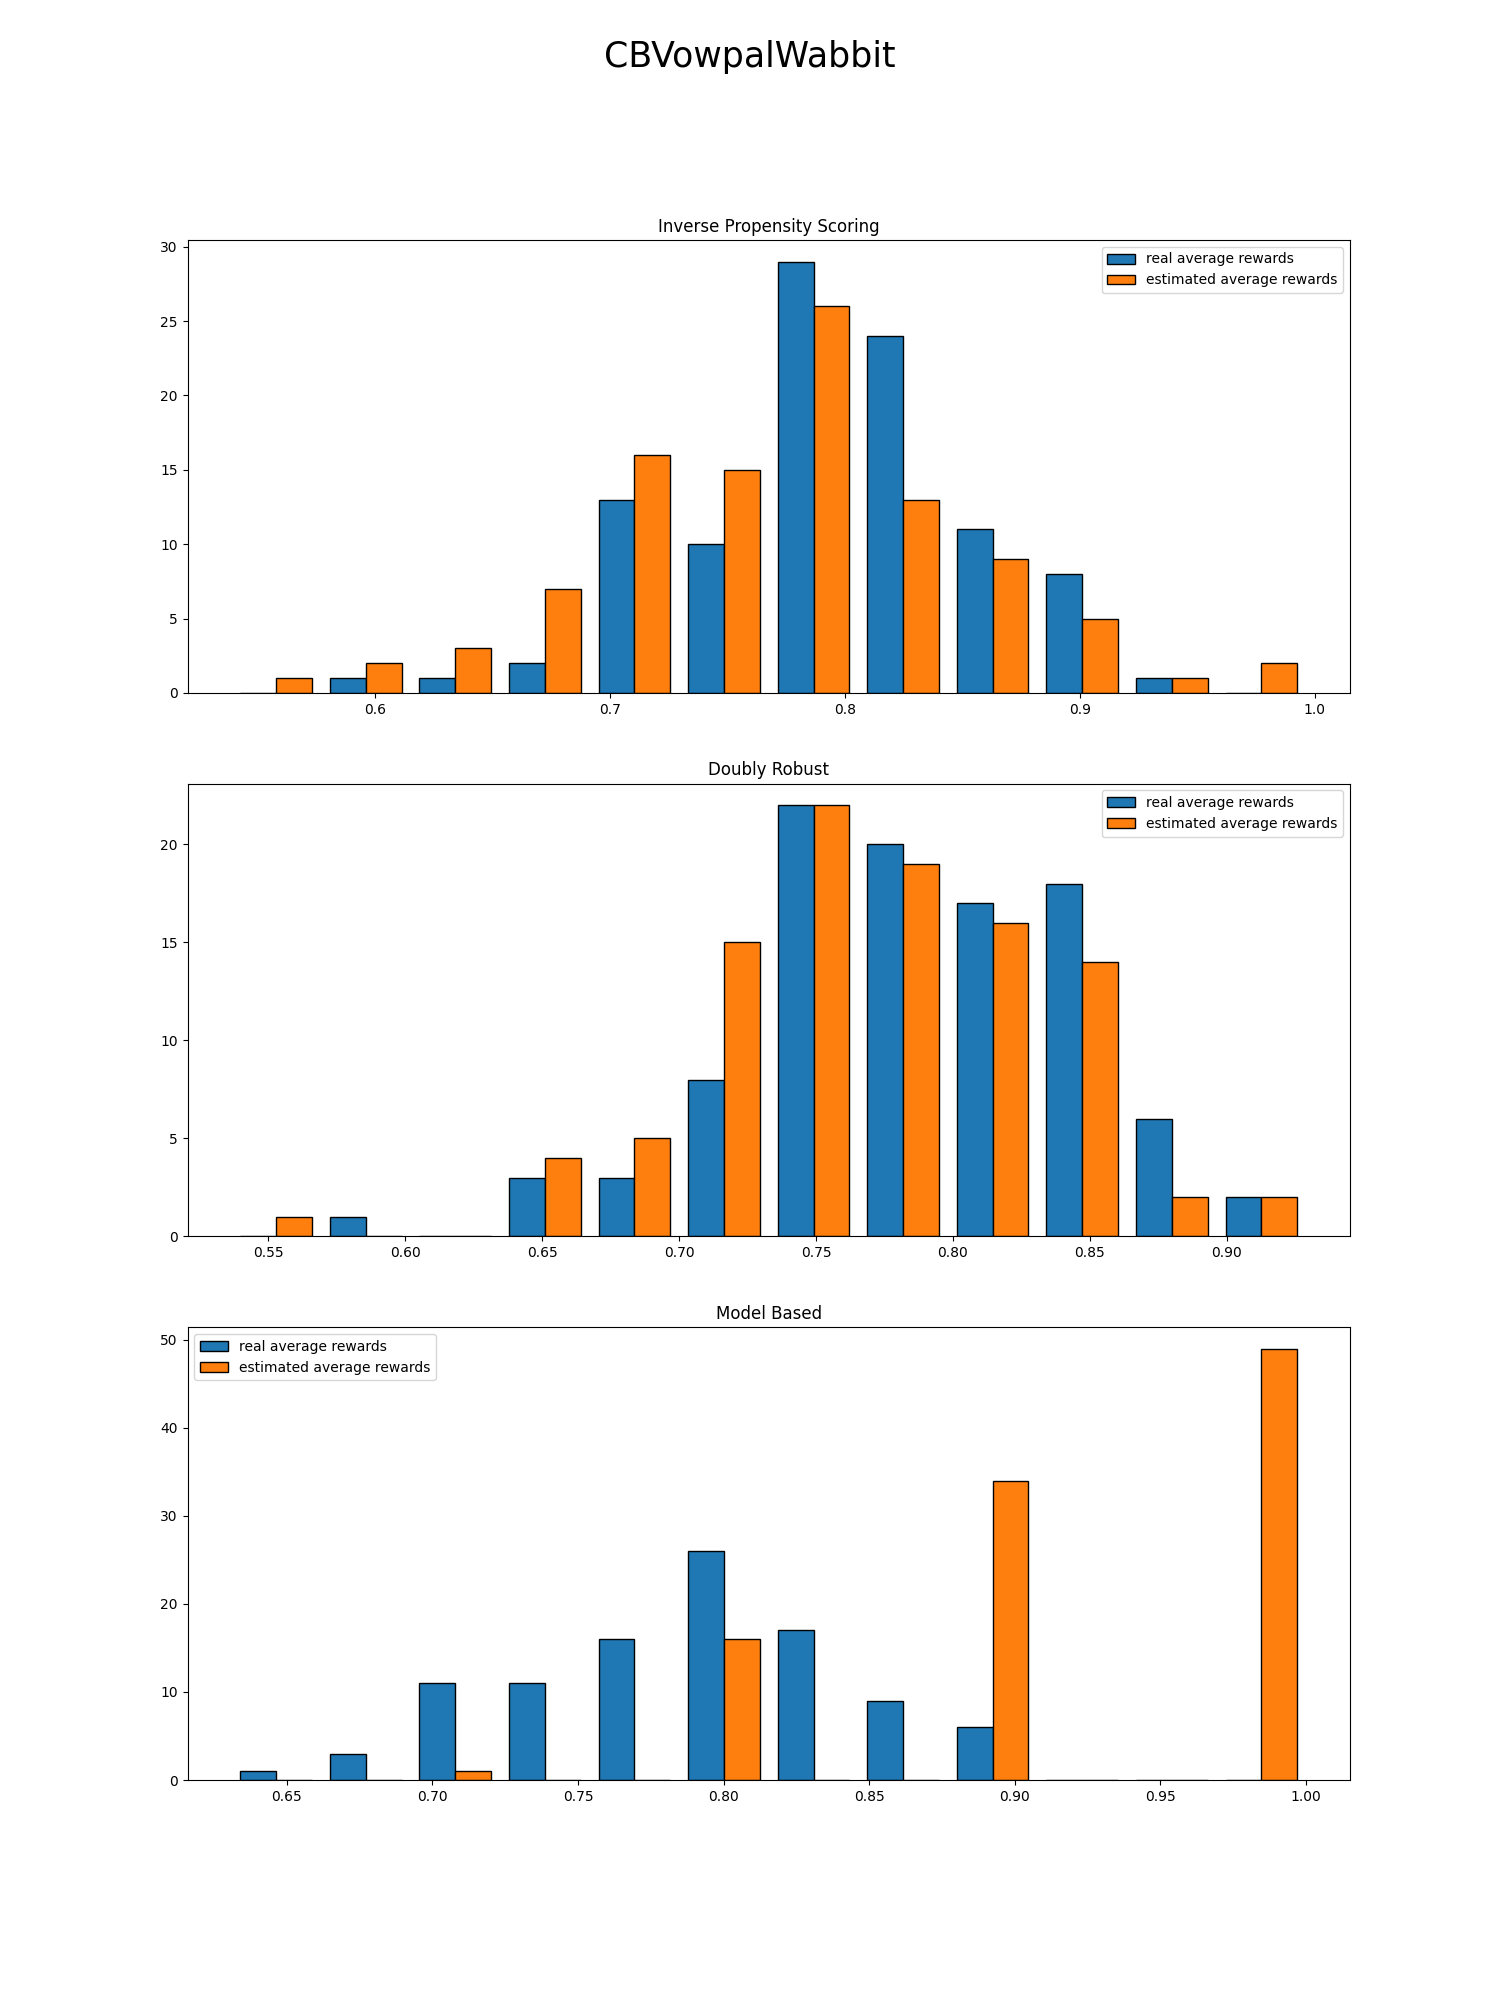 CBVowpalWabbit
Inverse Propensity Scoring
30
25
20
15
10
5
0
real average rewards
estimated average rewards
0.6 0.7 0.8 0.9 1.0
Doubly Robust
20
15
10
5
0
real average rewards
estimated average rewards
0.55 0.60 0.65 0.70 0.75 0.80 0.85 0.90
Model Based
50
40
30
20
10
0
real average rewards
estimated average rewards
0.65 0.70 0.75 0.80 0.85 0.90 0.95 1.00